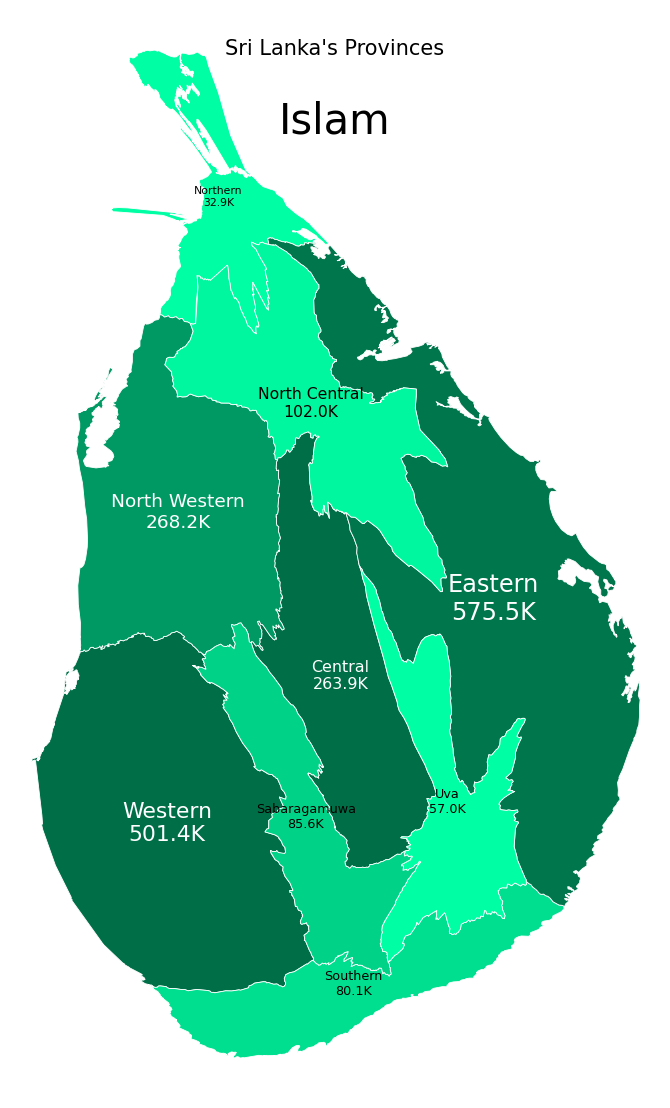 Sri Lanka's Provinces
Islam
Northern
32.9K
North Central
102.0K
North Western
268.2K
Eastern
575.5K
Central
263.9K
Uva
57.0K
Western
501.4K
Sabaragamuwa
85.6K
Southern
80.1K